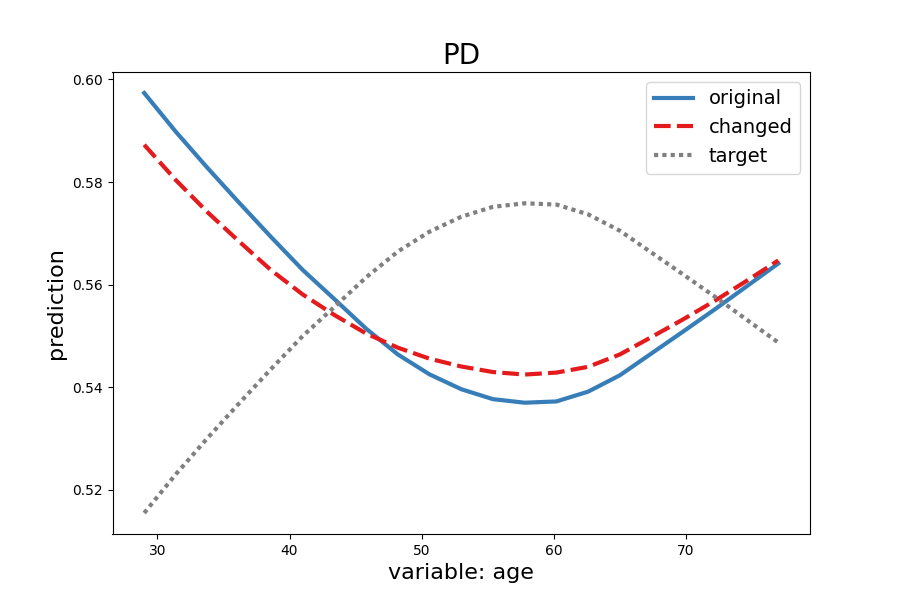 PD
0.60
0.58
0.56
0.54
0.52
prediction
original
changed
target
30 40 50 60 70
variable: age